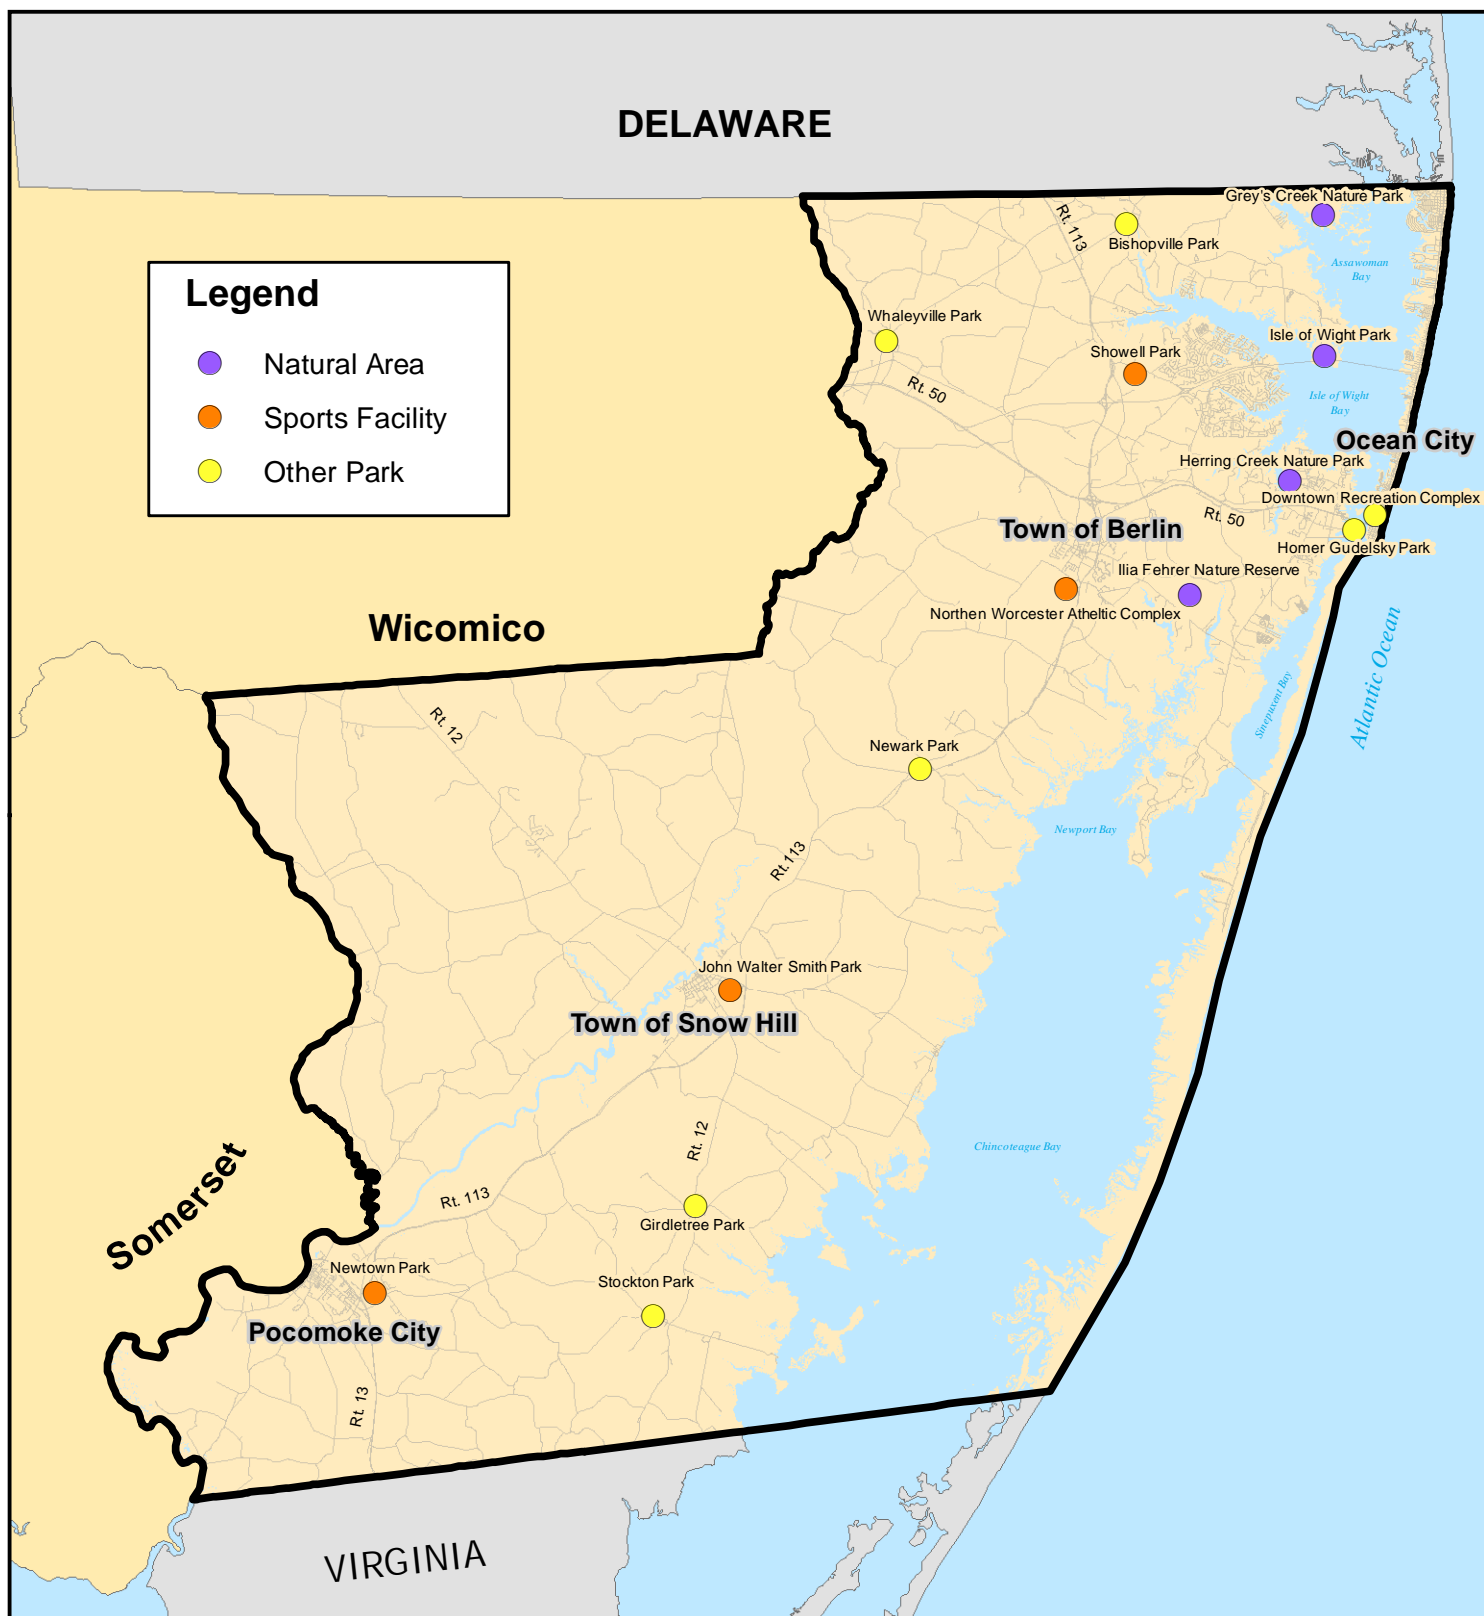 DELAWARE
Grey's Creek Nature Park
Rt. 113
Bishopville Park
Assawoman
Bay
Legend
Natural Area
Sports Facility
Other Park
Whaleyville Park
Isle of Wight Park
Showell Park
Rt. 50
Isle of Wight
Bay
Ocean City
Herring Creek Nature Park
Downtown Recreation Complex
Rt. 50
Town of Berlin
Homer Gudelsky Park
Ilia Fehrer Nature Reserve
Northen Worcester Atheltic Complex
Wicomico
Atlantic Ocean
Sinepuxent Bay
Rt. 12
Newark Park
Newport Bay
Rt. 113
John Walter Smith Park
Town of Snow Hill
Rt. 12
Chincoteague Bay
Somerset
Rt. 113
Girdletree Park
Newtown Park
Stockton Park
Pocomoke City
Rt. 13
VIRGINIA